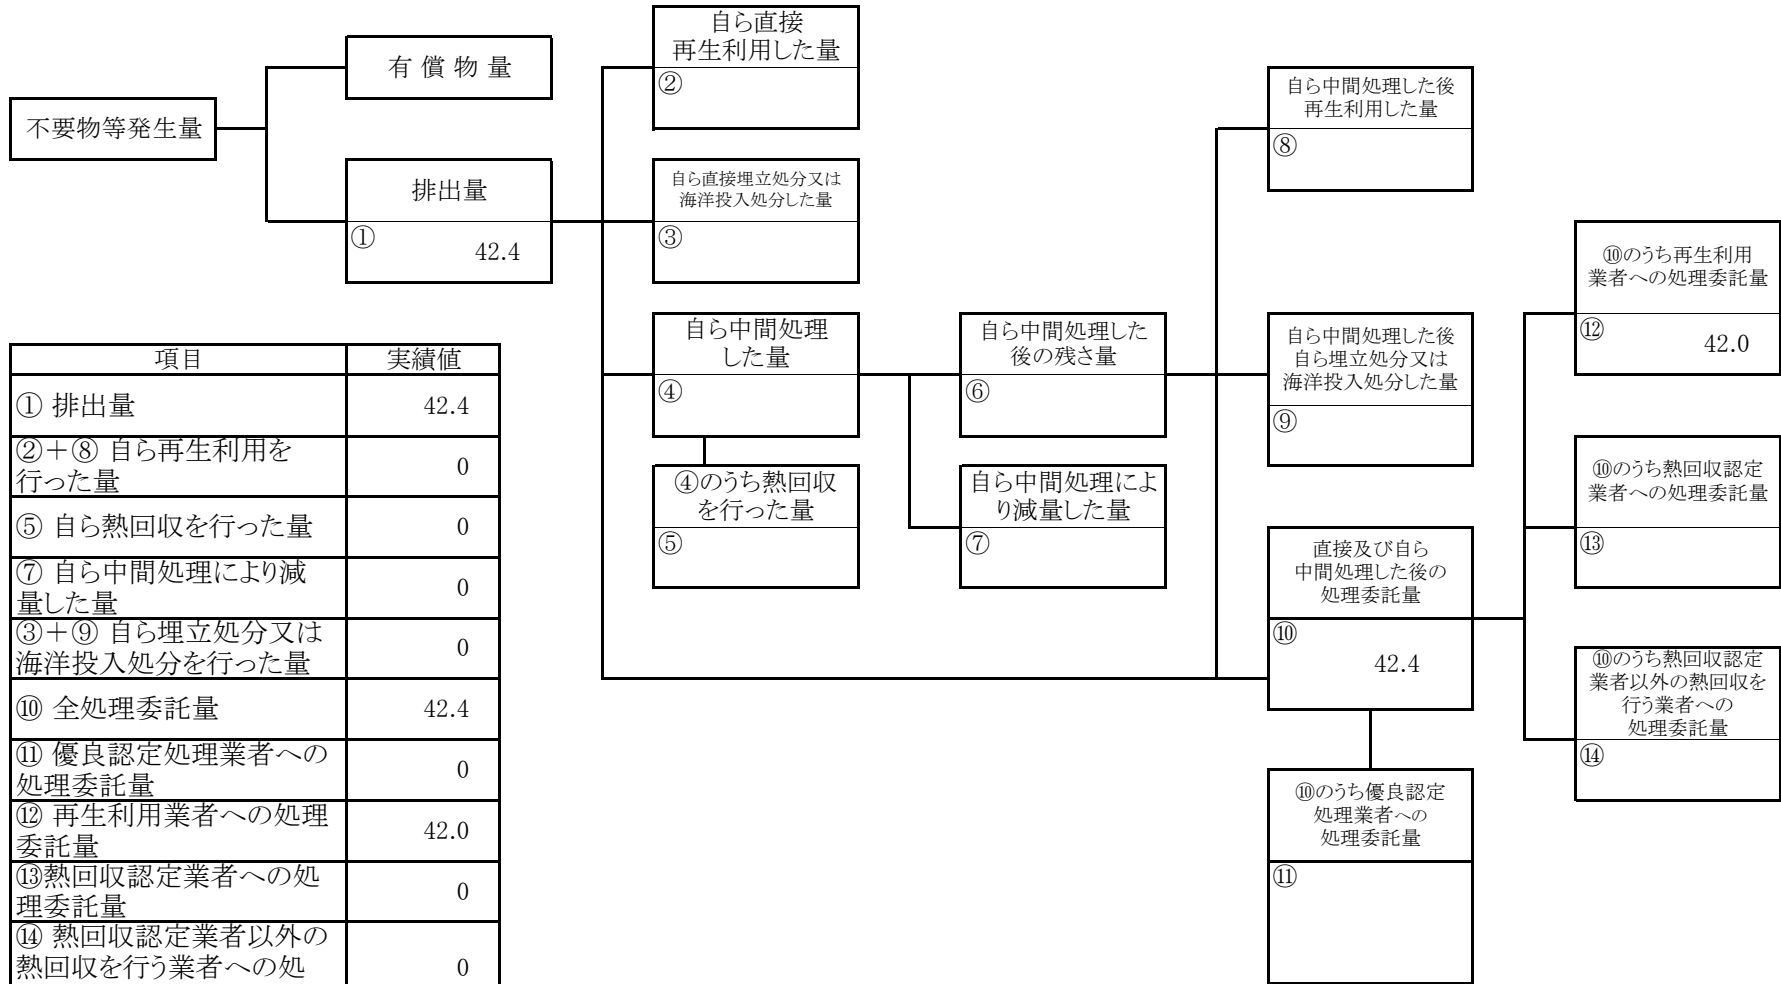 不要物等発生量
有 償 物 量
排出量
①
42.4
自ら直接
再生利用した量
②
自ら直接埋立処分又は
海洋投入処分した量
③
自ら中間処理
した量
④
④のうち熱回収
を行った量
⑤
自ら中間処理した
後の残さ量
⑥
自ら中間処理によ
り減量した量
⑦
自ら中間処理した後
再生利用した量
⑧
自ら中間処理した後
自ら埋立処分又は
海洋投入処分した量
⑨
直接及び自ら
中間処理した後の
処理委託量
⑩
42.4
⑩のうち優良認定
処理業者への
処理委託量
⑪
⑩のうち再生利用
業者への処理委託量
⑫
42.0
⑩のうち熱回収認定
業者への処理委託量
⑬
⑩のうち熱回収認定
業者以外の熱回収を
行う業者への
処理委託量
⑭
項目 実績値
① 排出量 42.4
②＋⑧ 自ら再生利用を
行った量 0
⑤ 自ら熱回収を行った量 0
⑦ 自ら中間処理により減
量した量 0
③＋⑨ 自ら埋立処分又は
海洋投入処分を行った量 0
⑩ 全処理委託量 42.4
⑪ 優良認定処理業者への
処理委託量 0
⑫ 再生利用業者への処理
委託量 42.0
⑬熱回収認定業者への処
理委託量 0
⑭ 熱回収認定業者以外の
熱回収を行う業者への処 0